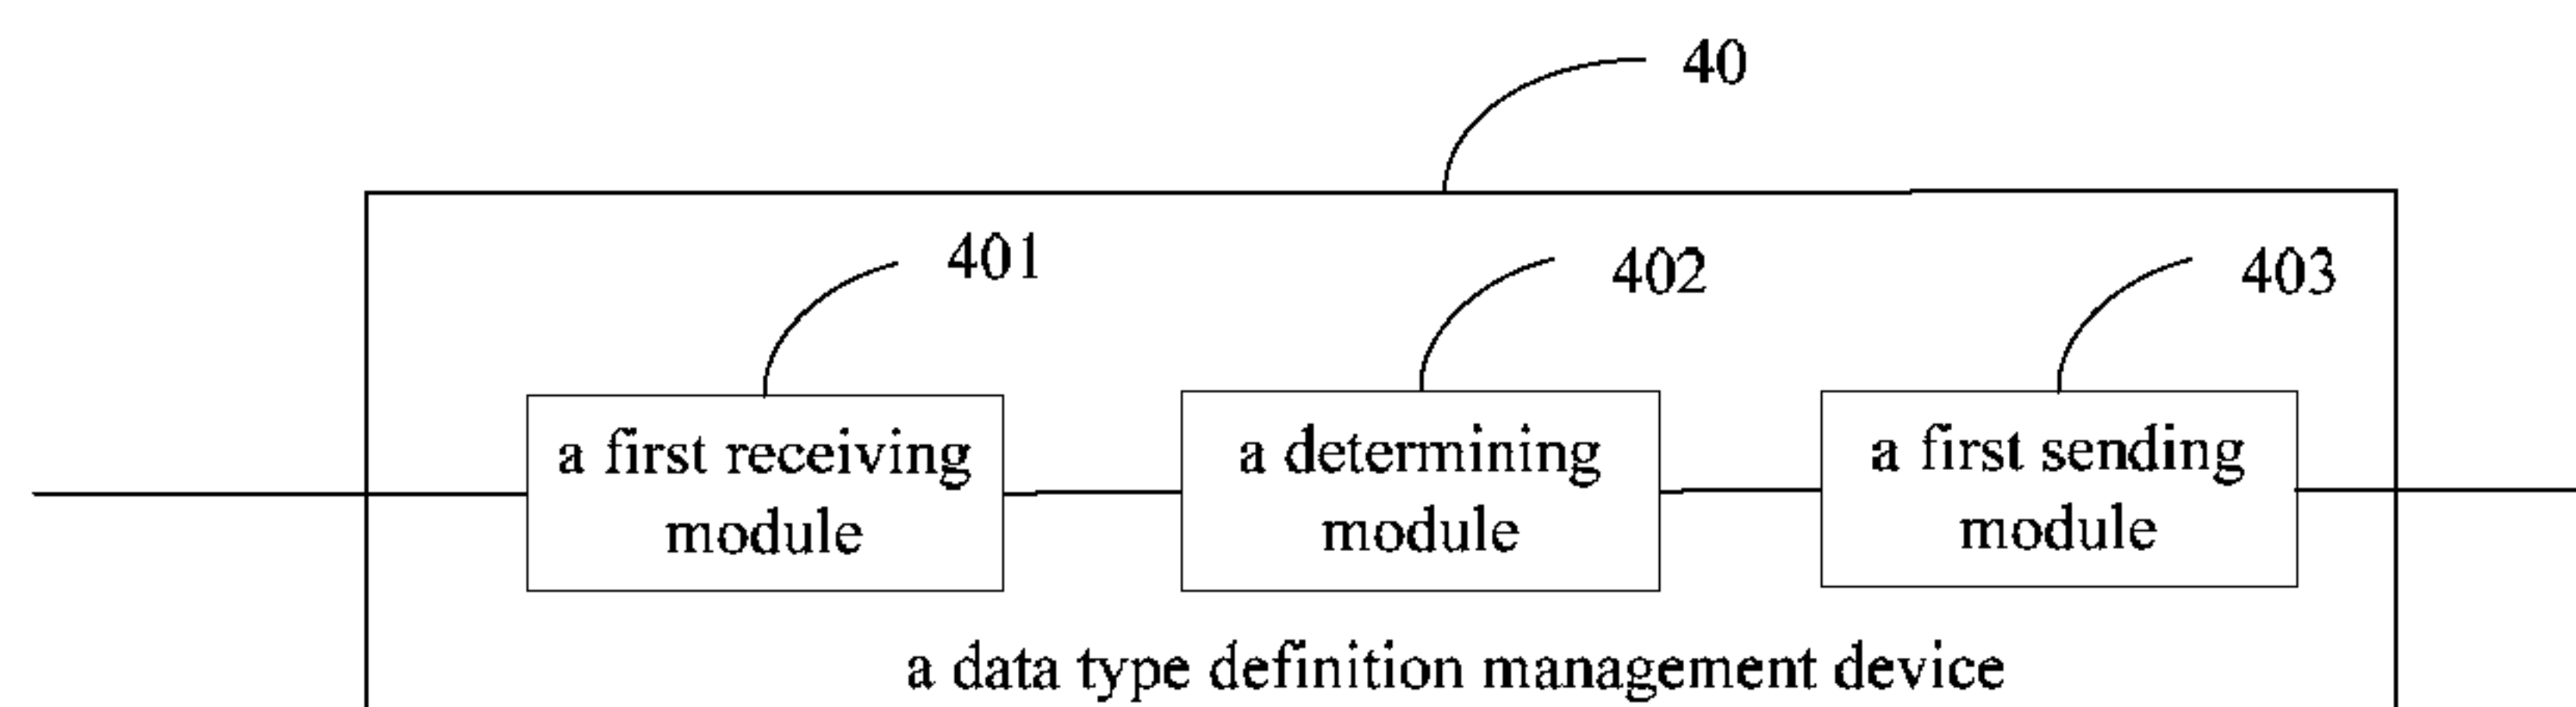 40
401
402
403
a first receiving
module
a determining
module
a first sending
module
a data type definition management device